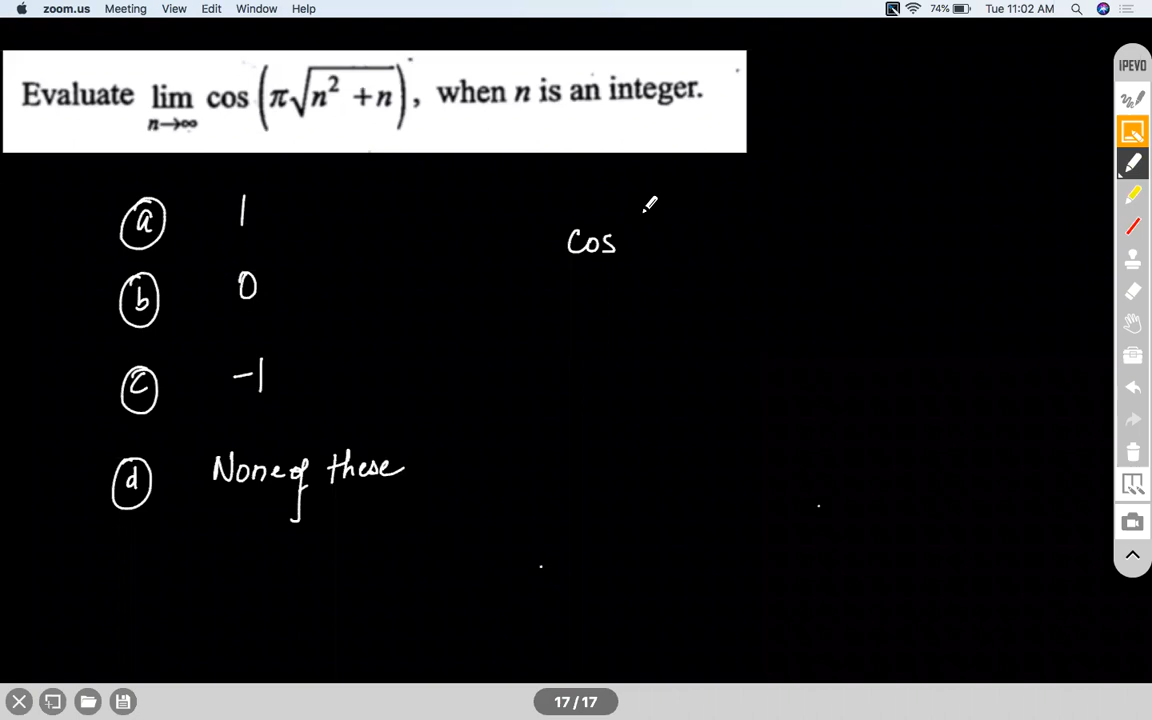 zoom.us Meeting View Edit Window Help 74% Tue 11:02 AM
IPEVO
Evaluate lim n→∞ cos (π√n² + n), when n is an integer.
a 1
cos
b 0
c -1
d None of these
17 / 17